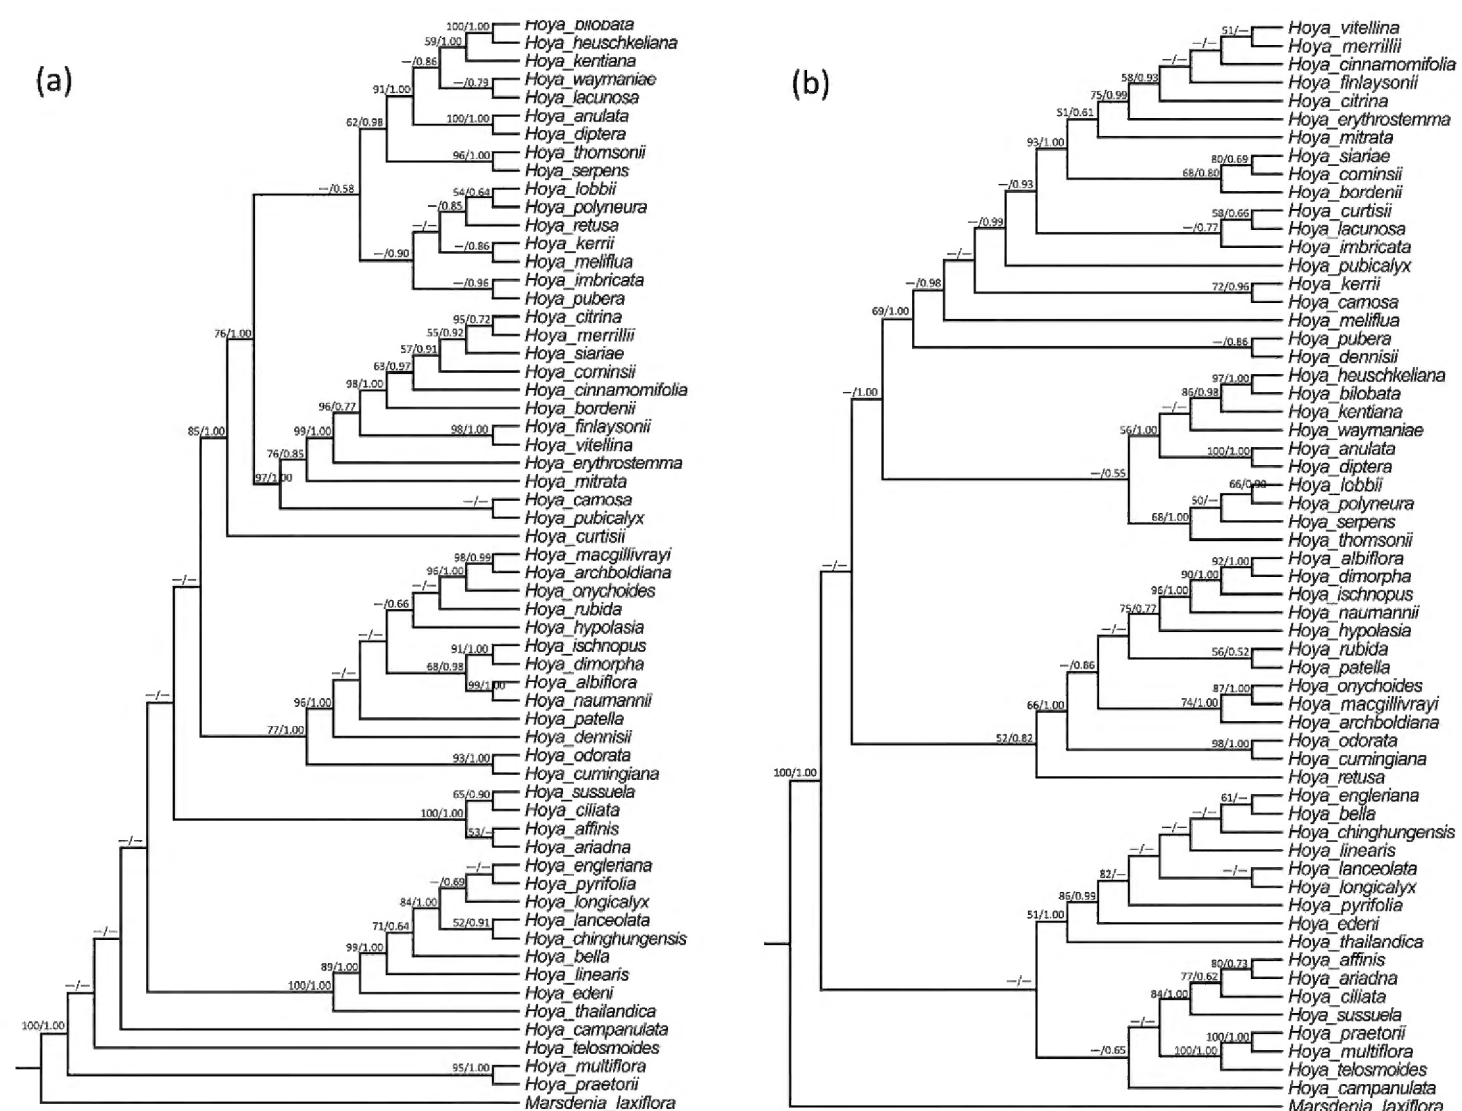 (a)
100/1.00
Hoya_bilobata
59/1.00
Hoya_heuschkeliana
—/0.86
Hoya_kentiana
91/1.00
—/0.79
Hoya_waymaniae
Hoya_lacunosa
62/0.98
100/1.00
Hoya_anulata
Hoya_diptera
96/1.00
Hoya_thomsonii
Hoya_serpens
—/0.58
54/0.64
Hoya_lobbii
—/0.85
Hoya_polyneura
—/—
Hoya_retusa
—/0.86
Hoya_kerrii
—/0.90
Hoya_meliflua
—/0.96
Hoya_imbricata
Hoya_pubera
76/1.00
95/0.72
Hoya_citrina
55/0.92
Hoya_merrillii
57/0.91
Hoya_siariae
63/0.97
Hoya_cominsii
98/1.00
Hoya_cinnamomifolia
96/0.77
Hoya_bordenii
99/1.00
98/1.00
Hoya_finlaysonii
Hoya_vitellina
76/0.85
Hoya_erythrostemma
97/1.00
Hoya_mitrata
—/—
Hoya_carnosa
Hoya_pubicalyx
85/1.00
Hoya_curtisii
98/0.99
Hoya_macgillivrayi
96/1.00
Hoya_archboldiana
—/—
—/—
Hoya_onychoides
—/0.66
Hoya_rubida
—/—
Hoya_hypolasia
91/1.00
Hoya_ischnopus
68/0.98
Hoya_dimorpha
—/—
99/1.00
Hoya_albiflora
Hoya_naumannii
—/—
96/1.00
Hoya_patella
77/1.00
Hoya_dennisii
93/1.00
Hoya_odorata
Hoya_cumingiana
65/0.90
Hoya_sussuela
100/1.00
Hoya_ciliata
53/—
Hoya_affinis
Hoya_ariadna
—/—
—/—
Hoya_engleriana
—/0.69
Hoya_pyrifolia
84/1.00
Hoya_longicalyx
71/0.64
52/0.91
Hoya_lanceolata
Hoya_chinghungensis
—/—
99/1.00
Hoya_bella
89/1.00
Hoya_linearis
100/1.00
Hoya_edeni
—/—
Hoya_thailandica
100/1.00
Hoya_campanulata
Hoya_telosmoides
95/1.00
Hoya_multiflora
Hoya_praetorii
Marsdenia_laxiflora
(b)
51/—
Hoya_vitellina
—/—
Hoya_merrillii
—/—
Hoya_cinnamomifolia
58/0.93
Hoya_finlaysonii
75/0.99
Hoya_citrina
51/0.61
Hoya_erythrostemma
93/1.00
Hoya_mitrata
80/0.69
Hoya_siariae
68/0.80
Hoya_cominsii
—/0.93
Hoya_bordenii
58/0.66
Hoya_curtisii
—/0.99
—/0.77
Hoya_lacunosa
Hoya_imbricata
—/—
Hoya_pubicalyx
—/0.98
72/0.96
Hoya_kerrii
Hoya_carnosa
69/1.00
Hoya_meliflua
—/0.86
Hoya_pubera
Hoya_dennisii
—/1.00
97/1.00
Hoya_heuschkeliana
86/0.98
Hoya_bilobata
—/—
Hoya_kentiana
56/1.00
Hoya_waymaniae
100/1.00
Hoya_anulata
—/0.55
Hoya_diptera
66/0.90
Hoya_lobbii
50/—
Hoya_polyneura
68/1.00
Hoya_serpens
Hoya_thomsonii
—/—
92/1.00
Hoya_albiflora
90/1.00
Hoya_dimorpha
96/1.00
Hoya_ischnopus
75/0.77
Hoya_naumannii
—/—
Hoya_hypolasia
56/0.52
Hoya_rubida
—/0.86
Hoya_patella
87/1.00
Hoya_onychoides
66/1.00
74/1.00
Hoya_macgillivrayi
Hoya_archboldiana
52/0.82
98/1.00
Hoya_odorata
Hoya_cumingiana
100/1.00
Hoya_retusa
61/—
Hoya_engleriana
—/—
Hoya_bella
—/—
Hoya_chinghungensis
—/—
Hoya_linearis
—/—
Hoya_lanceolata
82/—
Hoya_longicalyx
86/0.99
Hoya_pyrifolia
51/1.00
Hoya_edeni
Hoya_thailandica
—/—
80/0.73
Hoya_affinis
77/0.62
Hoya_ariadna
84/1.00
Hoya_ciliata
—/—
Hoya_sussuela
100/1.00
Hoya_praetorii
—/0.65
100/1.00
Hoya_multiflora
Hoya_telosmoides
Hoya_campanulata
Marsdenia_laxiflora